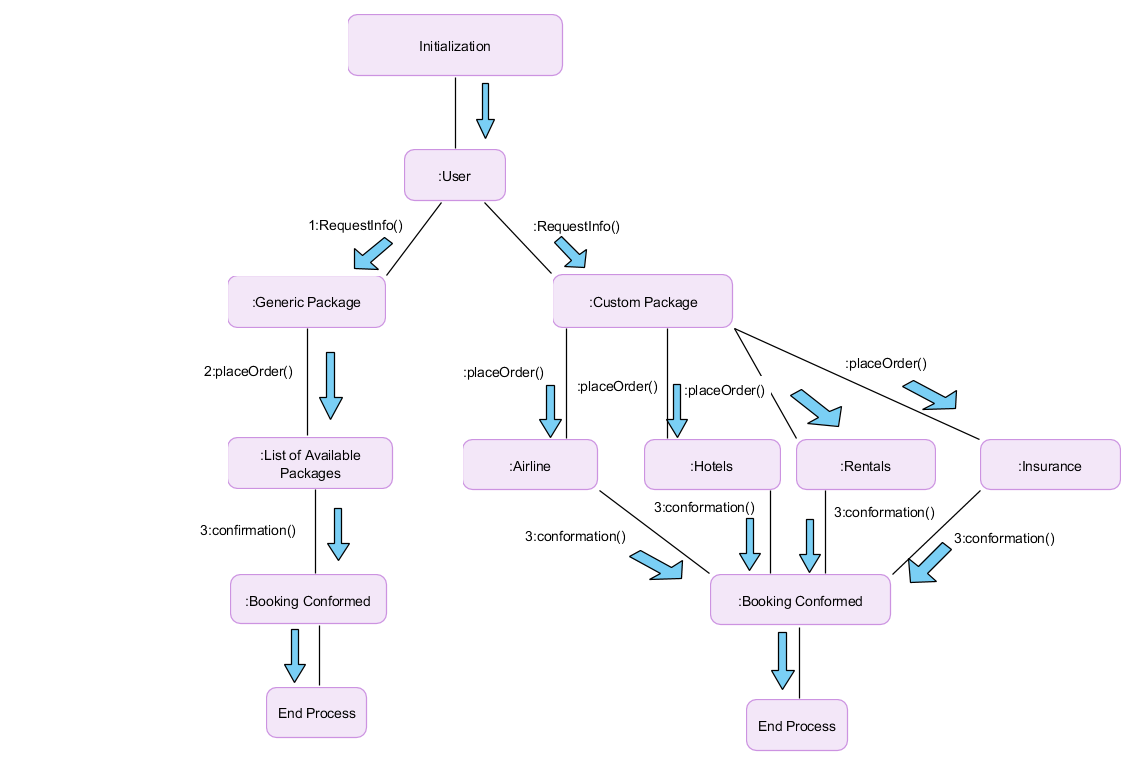 Initialization
:User
1:RequestInfo()
:RequestInfo()
:Generic Package
:Custom Package
2:placeOrder()
:placeOrder()
:placeOrder()
:placeOrder()
:placeOrder()
:List of Available
Packages
:Airline
:Hotels
:Rentals
:Insurance
3:confirmation()
3:conformation()
3:conformation()
3:conformation()
3:conformation()
:Booking Conformed
:Booking Conformed
End Process
End Process